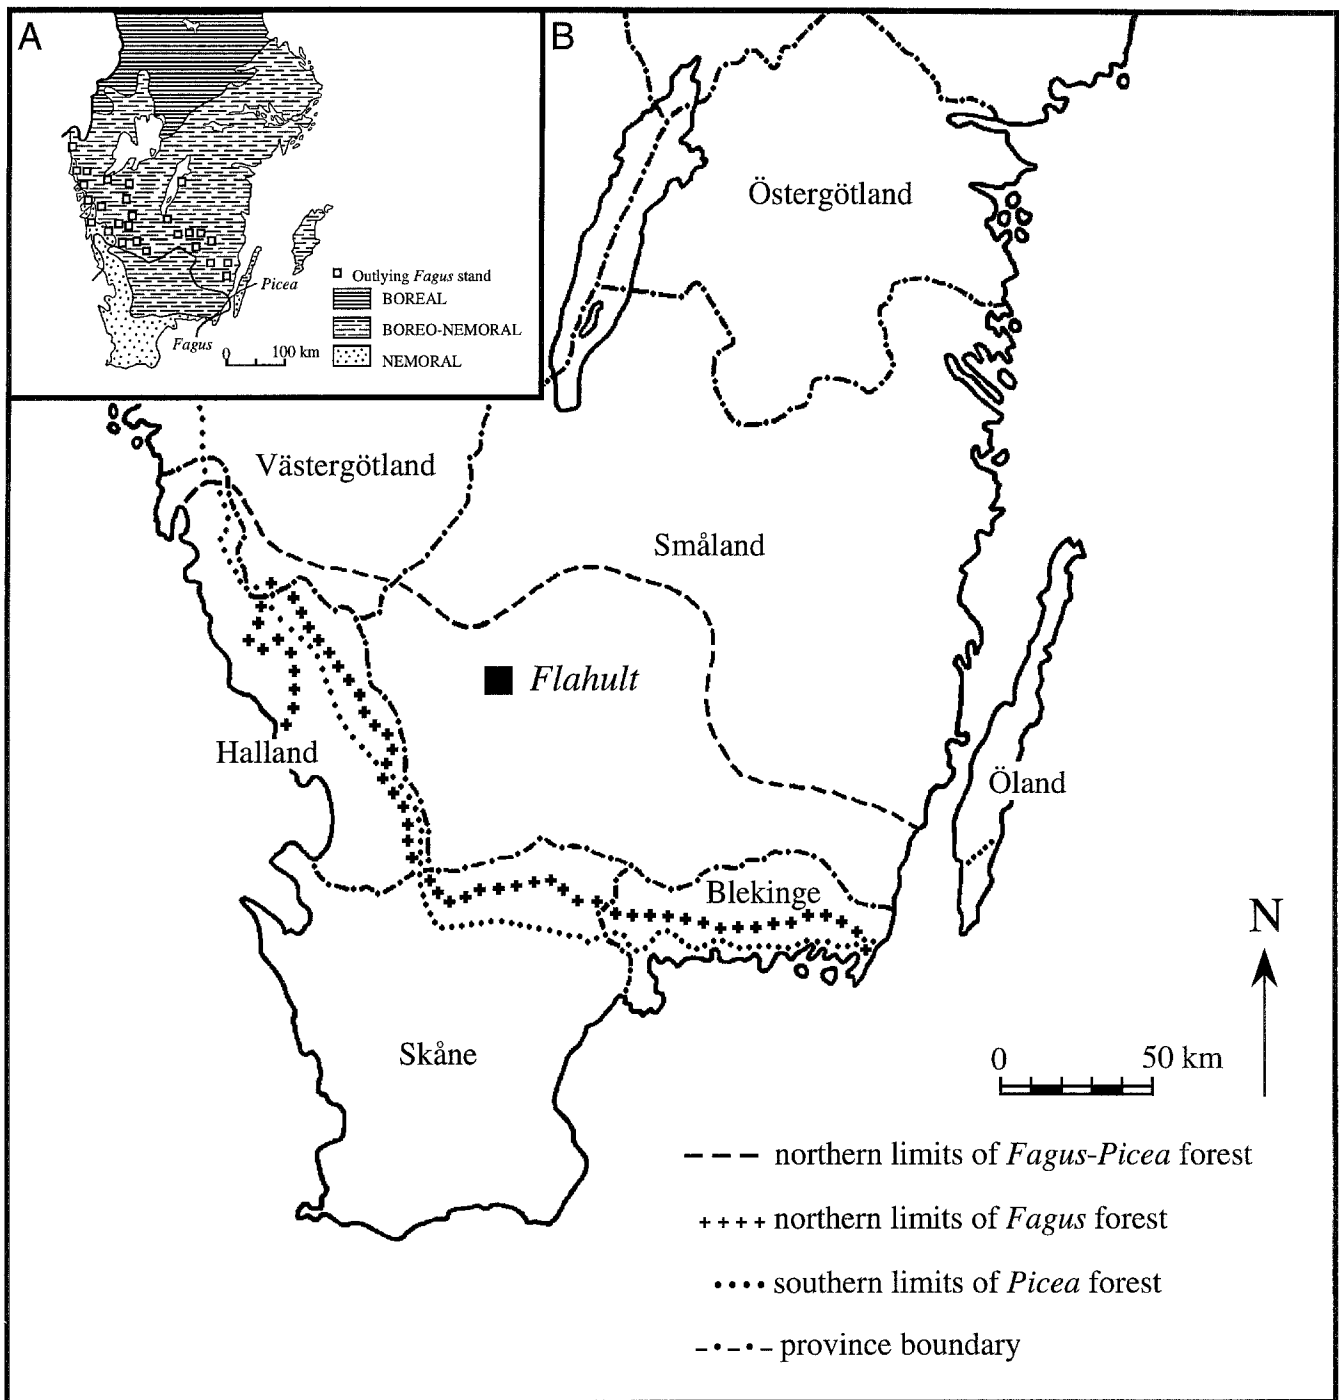 A
Outlying Fagus stand
Picea
BOREAL
BOREO-NEMORAL
Fagus
0 100 km
NEMORAL
B
Östergötland
Västergötland
Småland
Flahult
Halland
Öland
Blekinge
N
Skåne
0 50 km
northern limits of Fagus-Picea forest
northern limits of Fagus forest
southern limits of Picea forest
province boundary